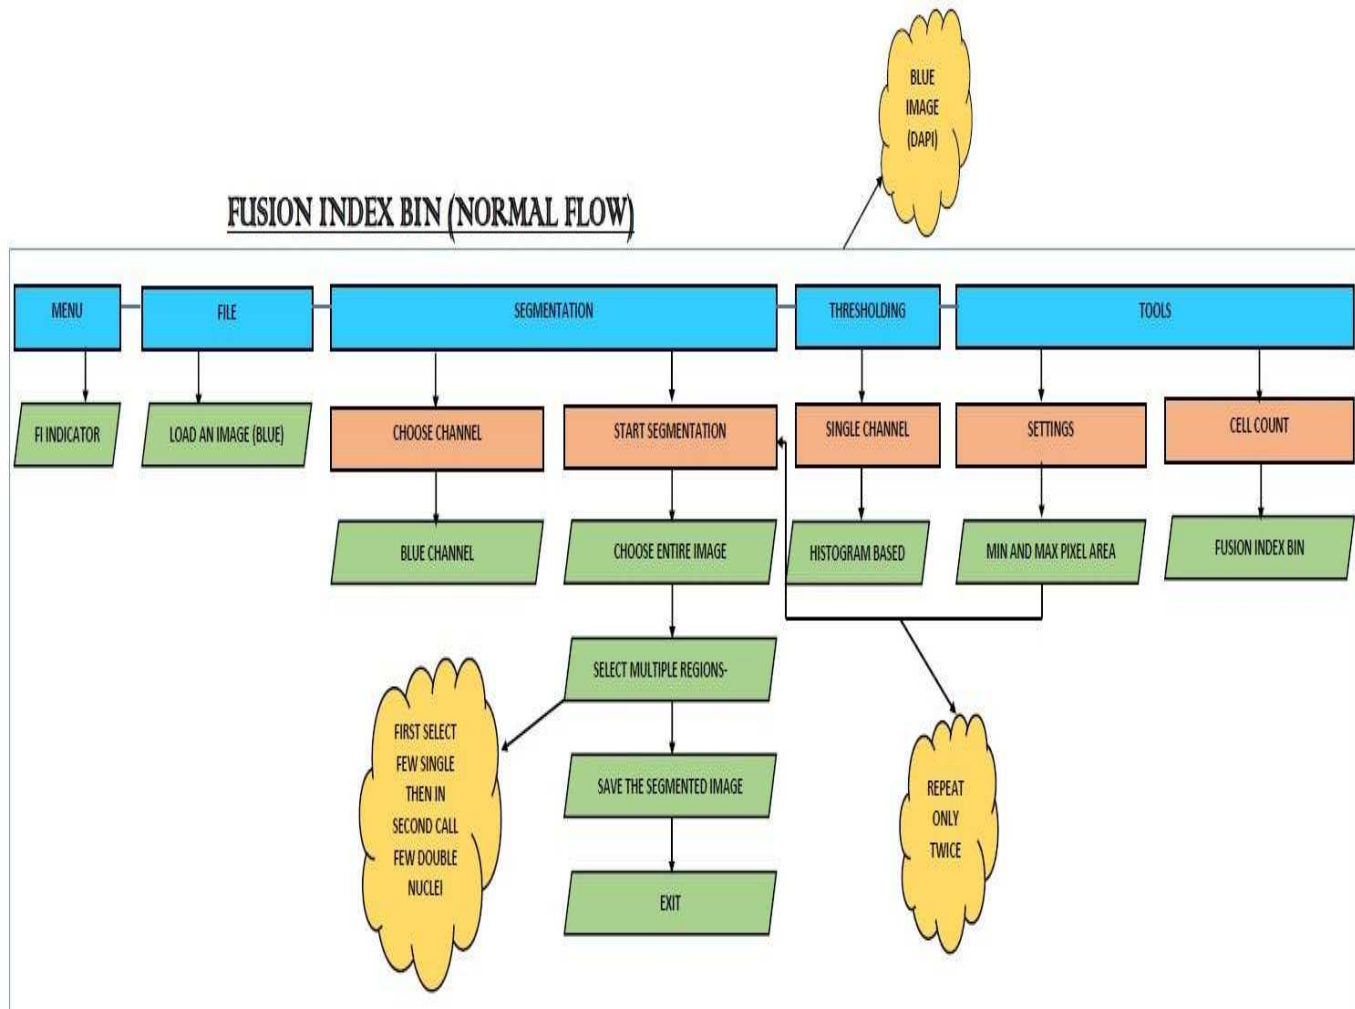 BLUE
IMAGE
(DAPI)
FUSION INDEX BIN (NORMAL FLOW)
MENU
FILE
SEGMENTATION
THRESHOLDING
TOOLS
FI INDICATOR
LOAD AN IMAGE (BLUE)
CHOOSE CHANNEL
START SEGMENTATION
SINGLE CHANNEL
SETTINGS
CELL COUNT
BLUE CHANNEL
CHOOSE ENTIRE IMAGE
HISTOGRAM BASED
MIN AND MAX PIXEL AREA
FUSION INDEX BIN
SELECT MULTIPLE REGIONS-
FIRST SELECT
FEW SINGLE
THEN IN
SECOND CALL
FEW DOUBLE
NUCLEI
SAVE THE SEGMENTED IMAGE
REPEAT
ONLY
TWICE
EXIT